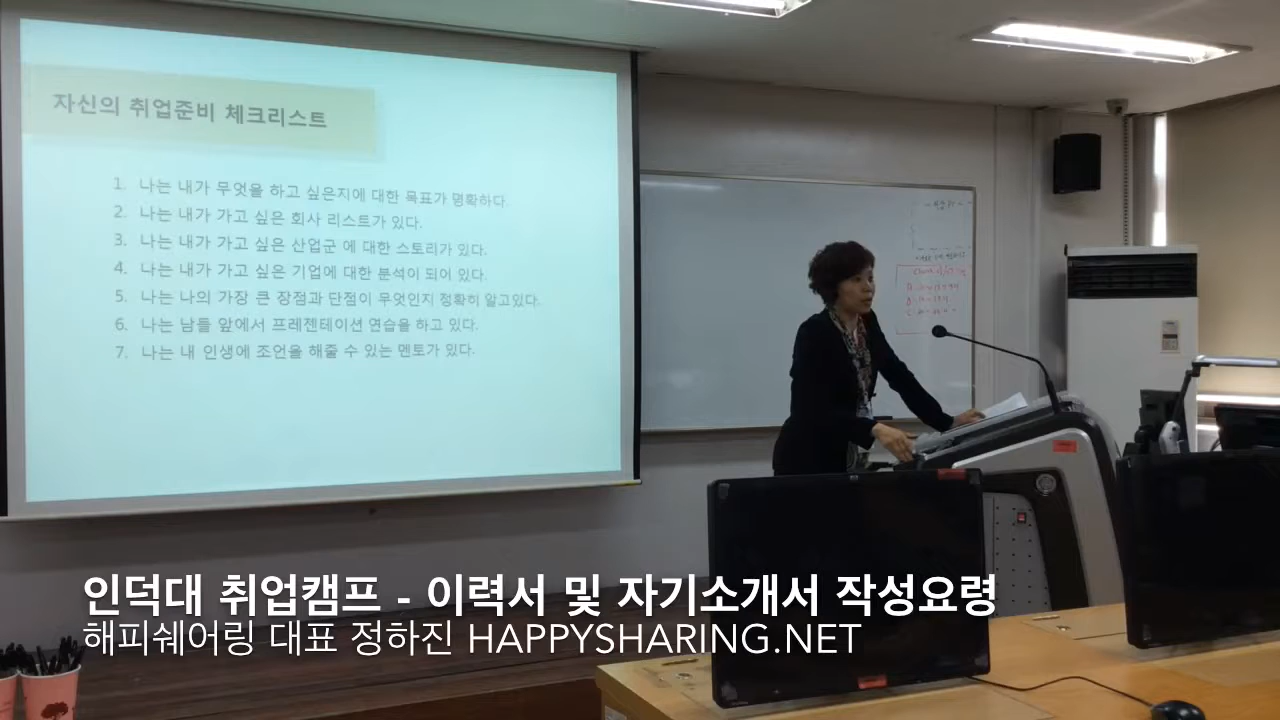 자신의 취업준비 체크리스트
1. 나는 내가 무엇을 하고 싶은지에 대한 목표가 명확하다.
2. 나는 내가 가고 싶은 회사 리스트가 있다.
3. 나는 내가 가고 싶은 산업군 에 대한 스토리가 있다.
4. 나는 내가 가고 싶은 기업에 대한 분석이 되어 있다.
5. 나는 나의 가장 큰 장점과 단점이 무엇인지 정확히 알고있다.
6. 나는 남들 앞에서 프레젠테이션 연습을 하고 있다.
7. 나는 내 인생에 조언을 해줄 수 있는 멘토가 있다.
인덕대 취업캠프 - 이력서 및 자기소개서 작성요령
해피쉐어링 대표 정하진 HAPPYSHARING.NET